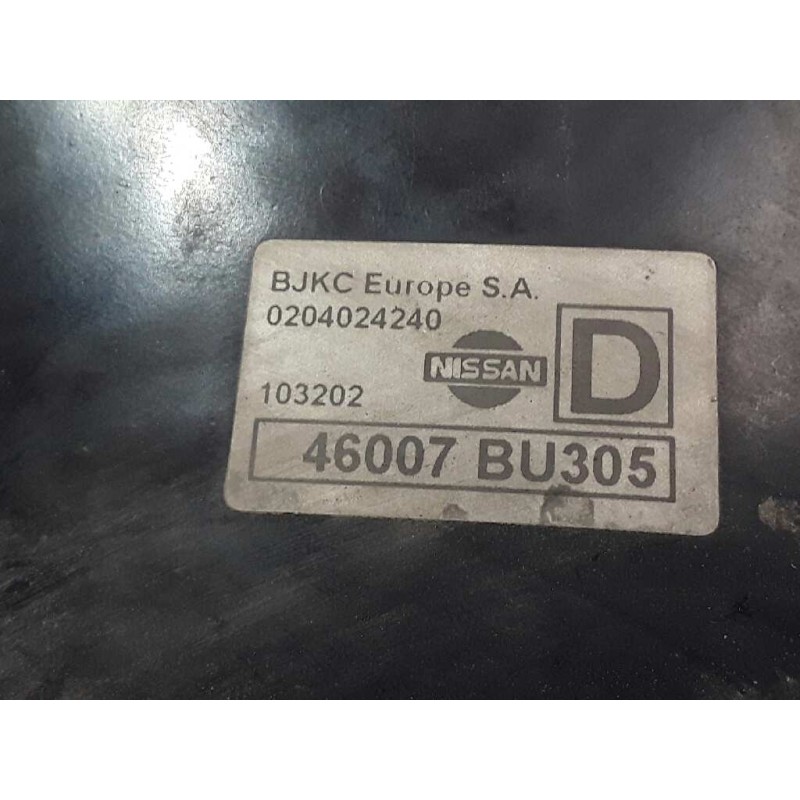 BJKC Europe S.A.
0204024240
NISSAN
D
103202
46007 BU305